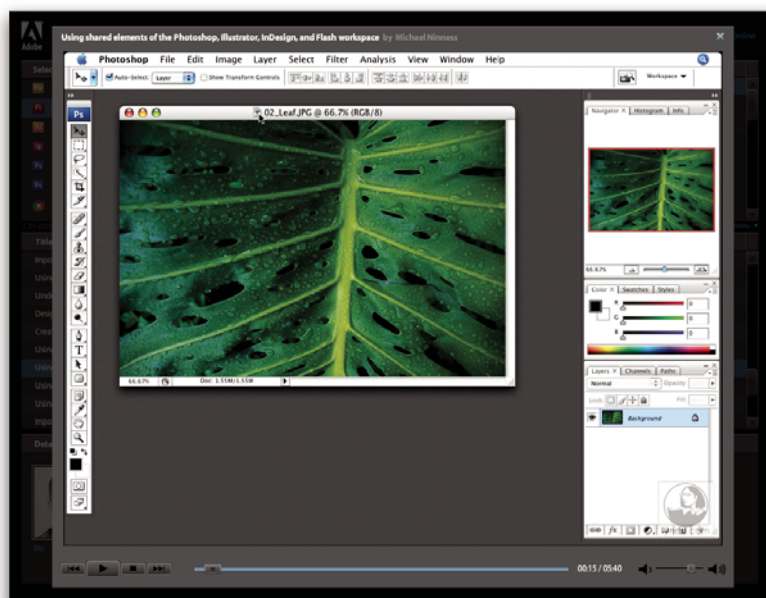 Using shared elements of the Photoshop, Illustrator, InDesign, and Flash workspace by Michael Ninness
Adobe
Photoshop File Edit Image Layer Select Filter Analysis View Window Help
Auto-Select: Layer Show Transform Controls Workspace
Ps
02_Leaf.JPG @ 66.7% (RGB/8)
Navigator Histogram Info
66.67%
Color Swatches Styles
R 0
G 0
B 0
66.67% Doc: 1.55M/1.55M
Layers Channels Paths
Normal Opacity:
Lock: Fill:
Background
00:15 / 05:40